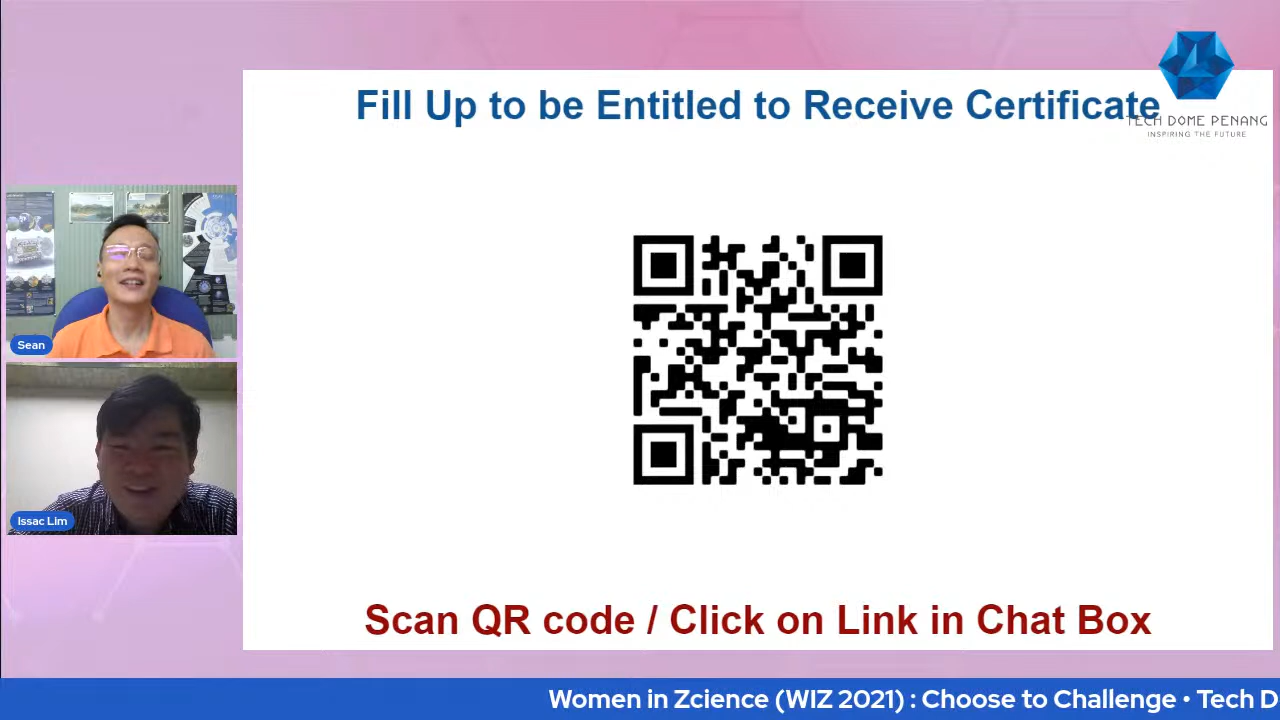 Fill Up to be Entitled to Receive Certificate
TECH DOME PENANG
INSPIRING THE FUTURE
Sean
Issac Lim
Scan QR code / Click on Link in Chat Box
Women in Zcience (WIZ 2021) : Choose to Challenge • Tech D